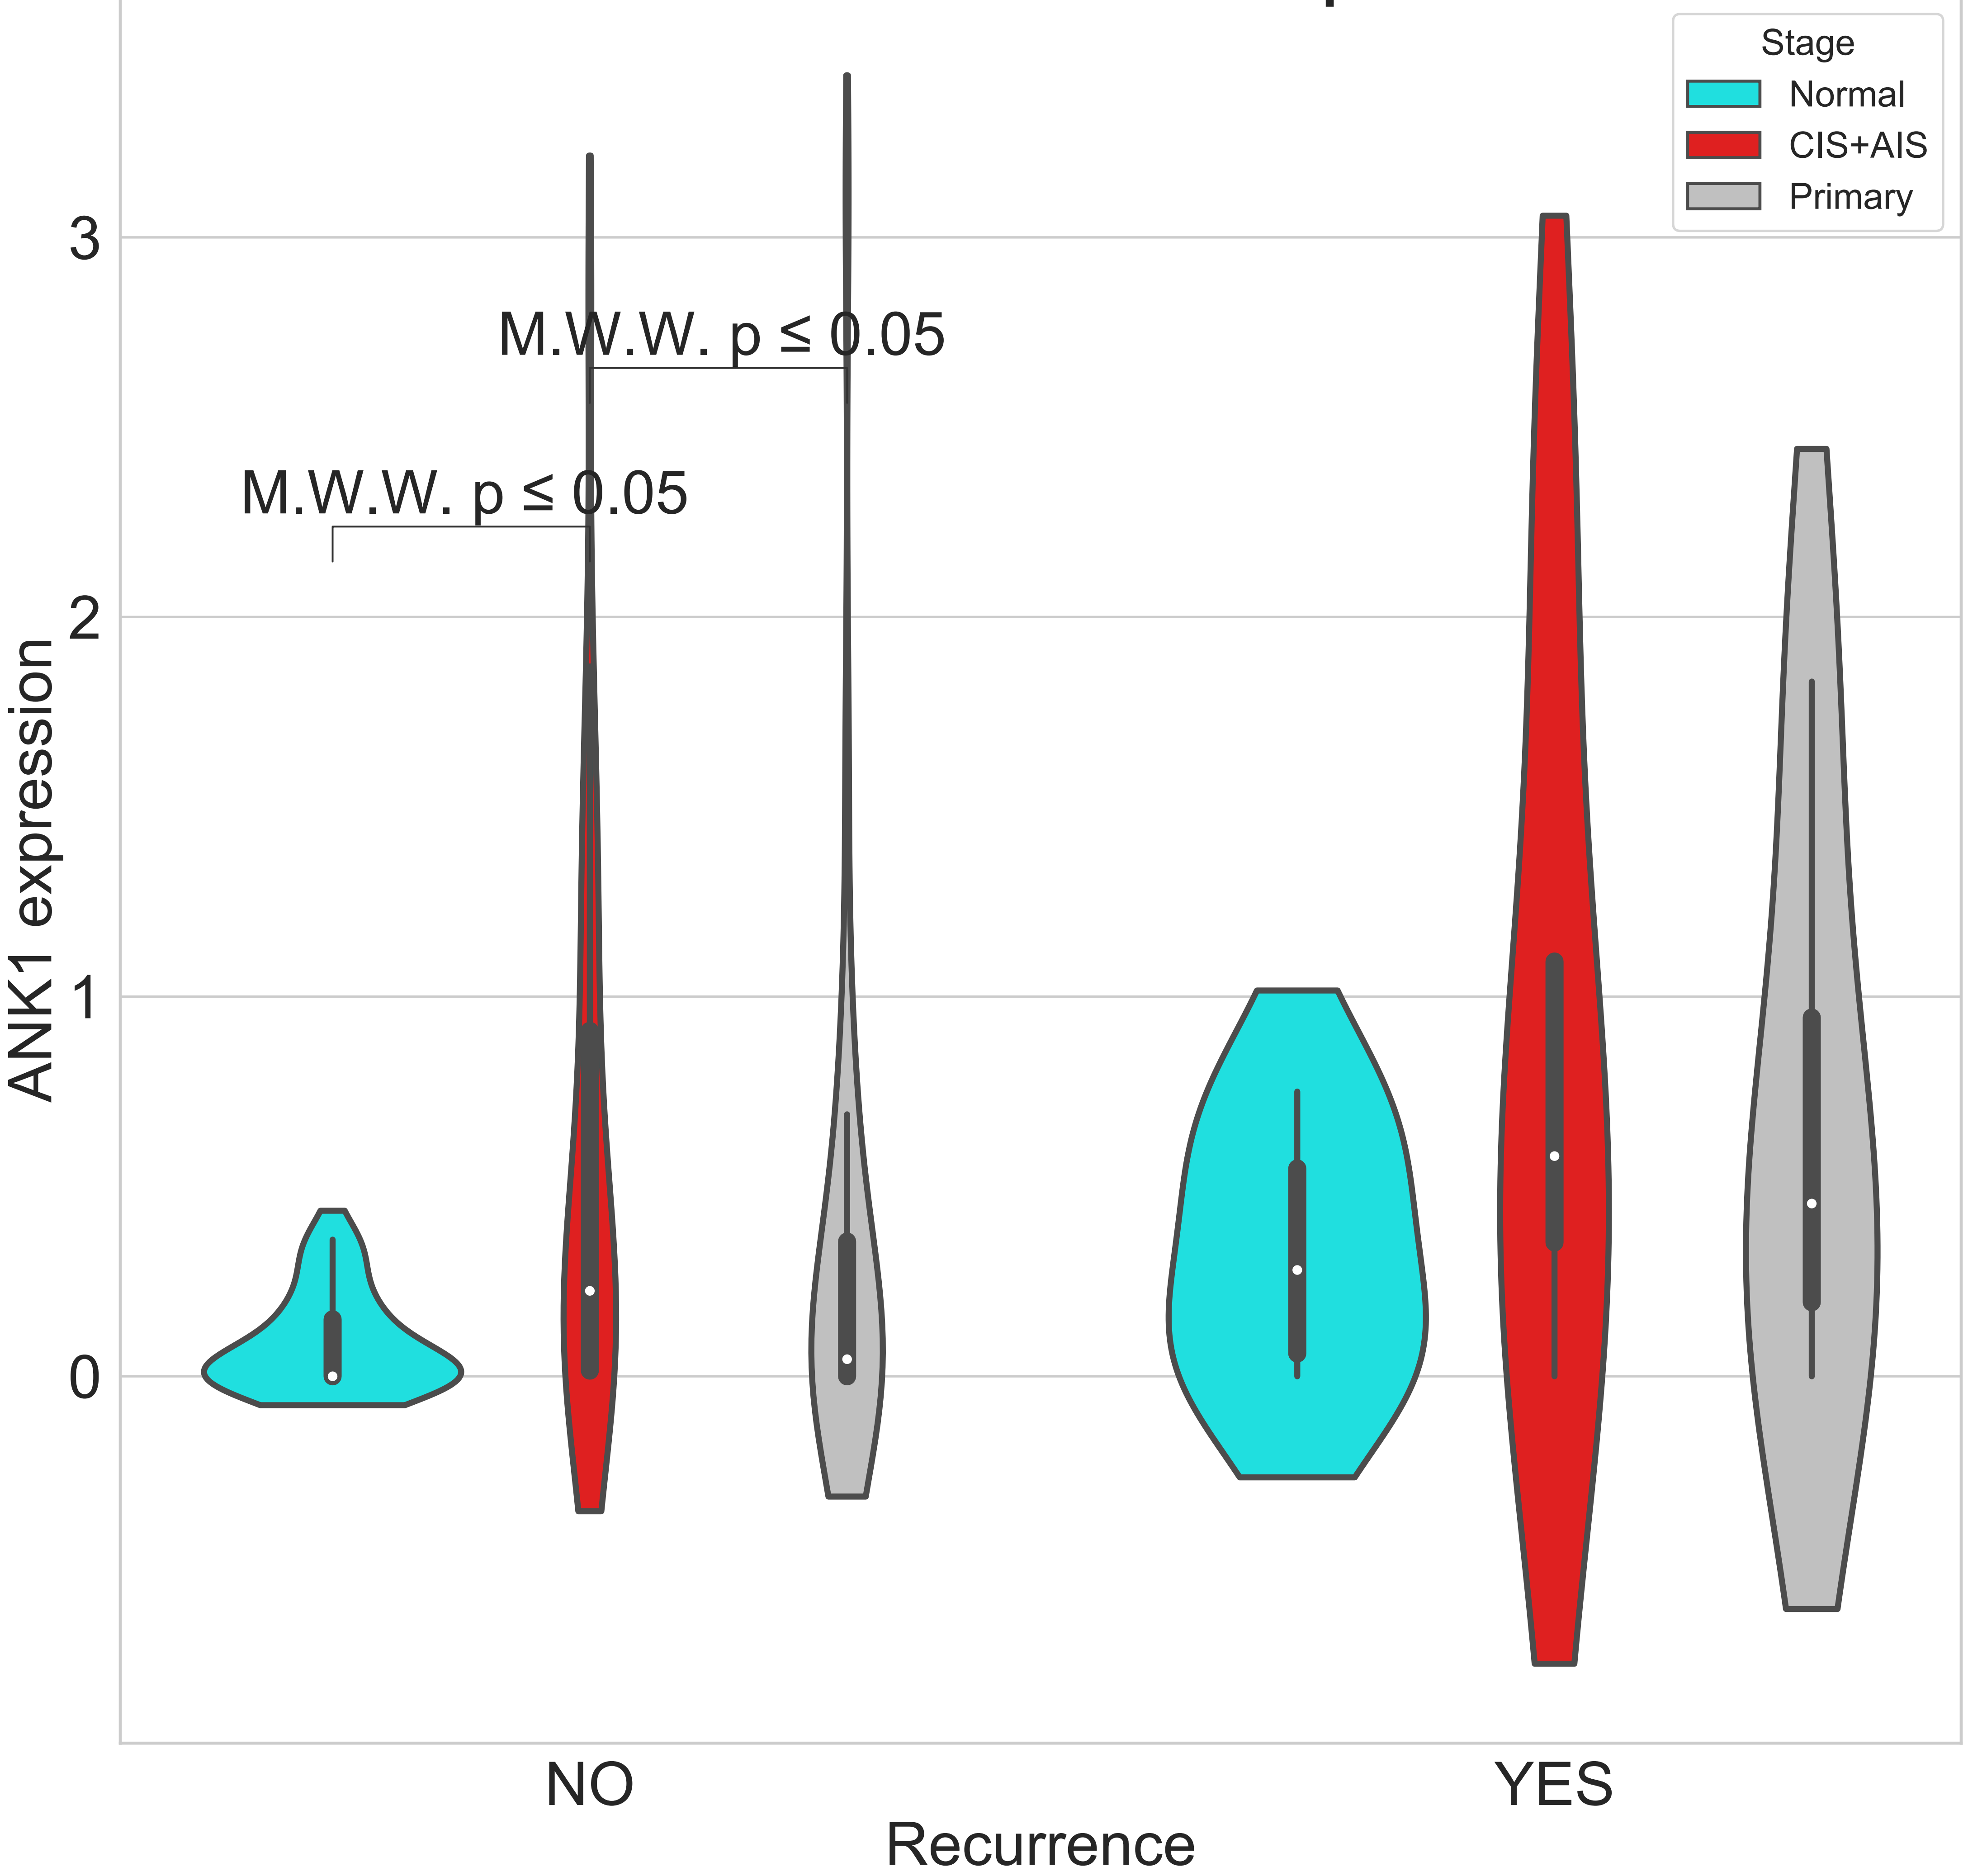 Stage
Normal
CIS+AIS
Primary
3
M.W.W. p ≤ 0.05
M.W.W. p ≤ 0.05
2
1
0
ANK1 expression
NO
YES
Recurrence